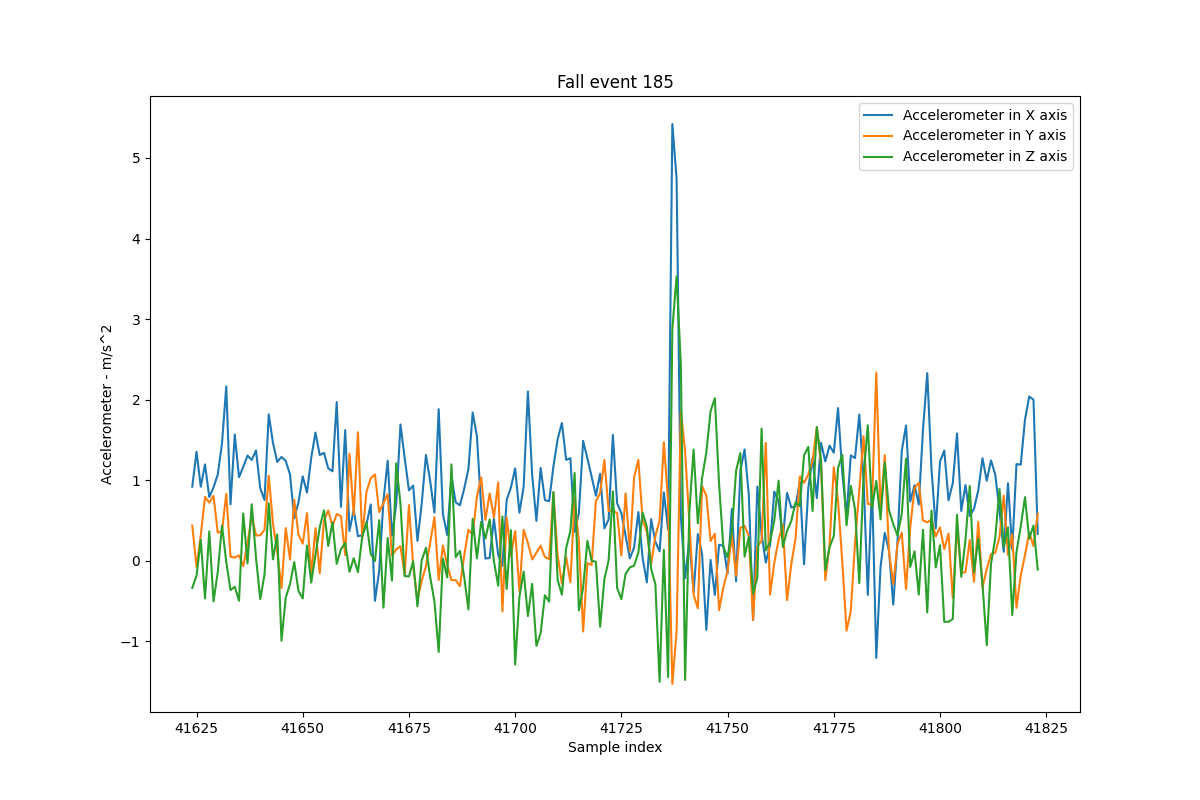 Fall event 185
Accelerometer in X axis
Accelerometer in Y axis
Accelerometer in Z axis
Accelerometer - m/s^2
5
4
3
2
1
0
−1
41625 41650 41675 41700 41725 41750 41775 41800 41825
Sample index